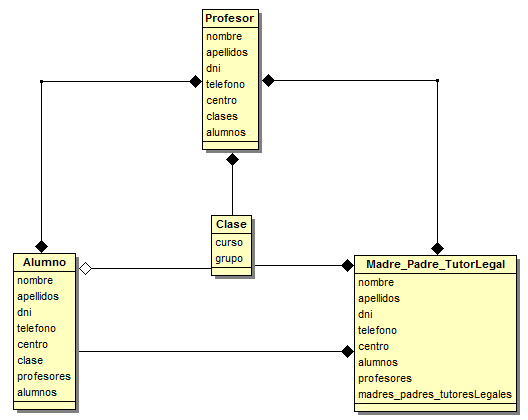 Profesor
nombre
apellidos
dni
telefono
centro
clases
alumnos
Clase
curso
grupo
Alumno
nombre
apellidos
dni
telefono
centro
clase
profesores
alumnos
Madre_Padre_TutorLegal
nombre
apellidos
dni
telefono
centro
alumnos
profesores
madres_padres_tutoresLegales